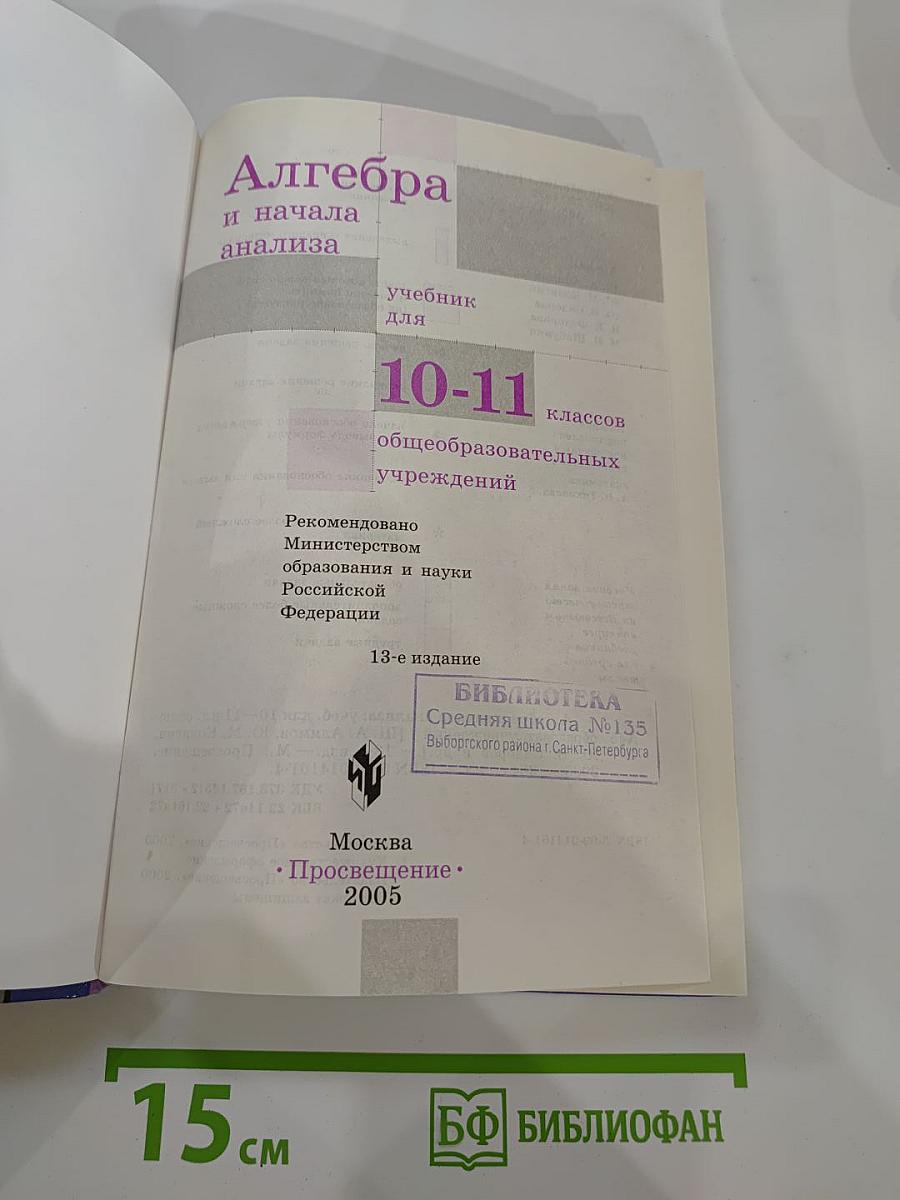 Алгебра
и начала
анализа
учебник
для
10-11 классов
общеобразовательных
учреждений
Рекомендовано
Министерством
образования и науки
Российской
Федерации
13-е издание
БИБЛИОТЕКА
Средняя школа №135
Выборгского района г. Санкт-Петербурга
Москва
• Просвещение •
2005
15 см
БФ БИБЛИОФАН